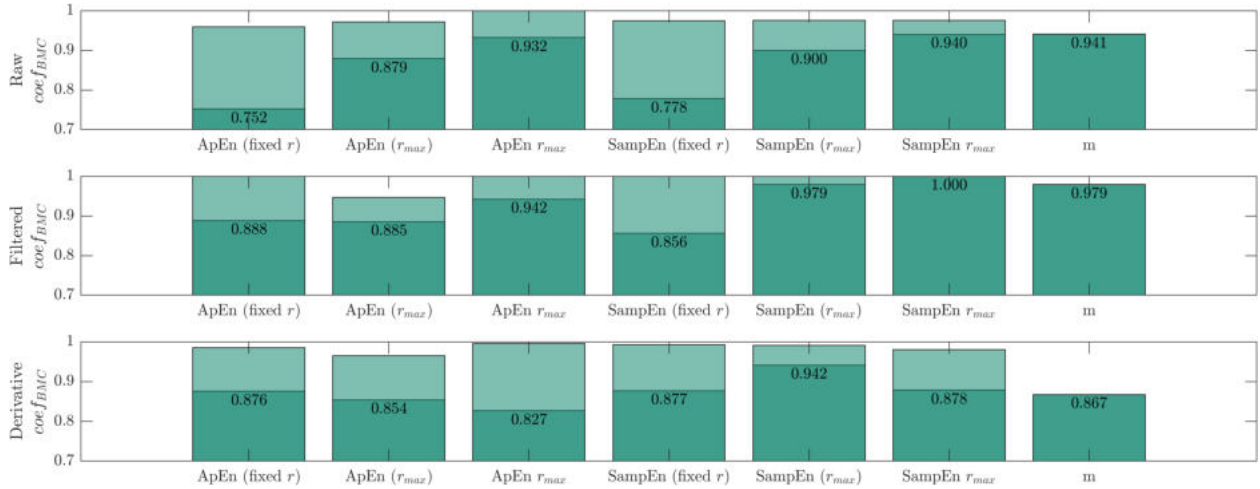 1
0.9
0.8
0.7
Raw
coef_BMC
0.752
0.879
0.932
0.778
0.900
0.940
0.941
ApEn (fixed r)
ApEn (r_max)
ApEn r_max
SampEn (fixed r)
SampEn (r_max)
SampEn r_max
m
1
0.9
0.8
0.7
Filtered
coef_BMC
0.888
0.885
0.942
0.856
0.979
1.000
0.979
ApEn (fixed r)
ApEn (r_max)
ApEn r_max
SampEn (fixed r)
SampEn (r_max)
SampEn r_max
m
1
0.9
0.8
0.7
Derivative
coef_BMC
0.876
0.854
0.827
0.877
0.942
0.878
0.867
ApEn (fixed r)
ApEn (r_max)
ApEn r_max
SampEn (fixed r)
SampEn (r_max)
SampEn r_max
m